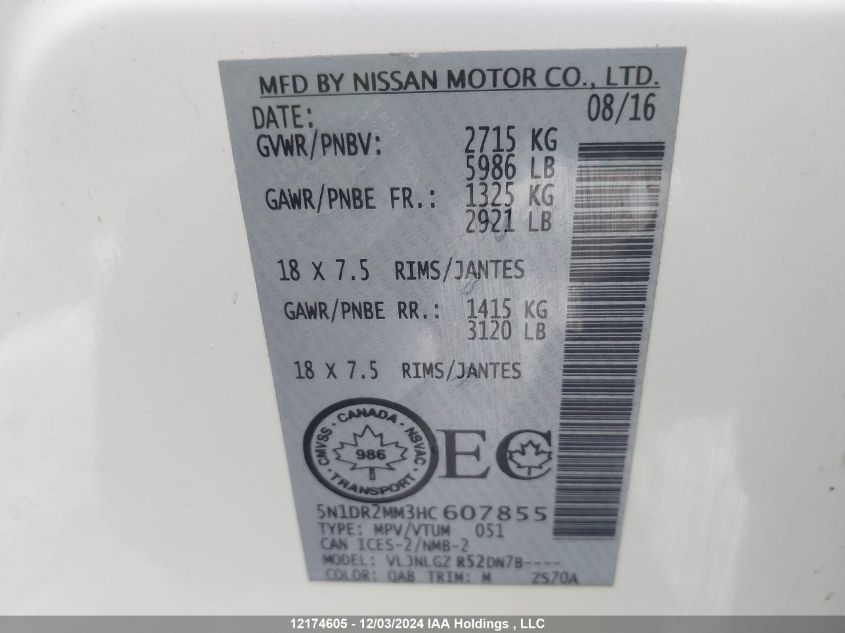 MFD BY NISSAN MOTOR CO., LTD.
DATE: 08/16
GVWR/PNBV: 2715 KG
5986 LB
GAWR/PNBE FR.: 1325 KG
2921 LB
18 X 7.5 RIMS/JANTES
GAWR/PNBE RR.: 1415 KG
3120 LB
18 X 7.5 RIMS/JANTES
CANADA
CMVSS 986 NSVAC
TRANSPORT
EC
5N1DR2MM3HC607855
TYPE: MPV/VTUM 051
CAN ICES-2/NMB-2
MODEL: VL3NLGZ R52DN7B----
COLOR: QAB TRIM: M ZS70A
12174605 - 12/03/2024 IAA Holdings , LLC